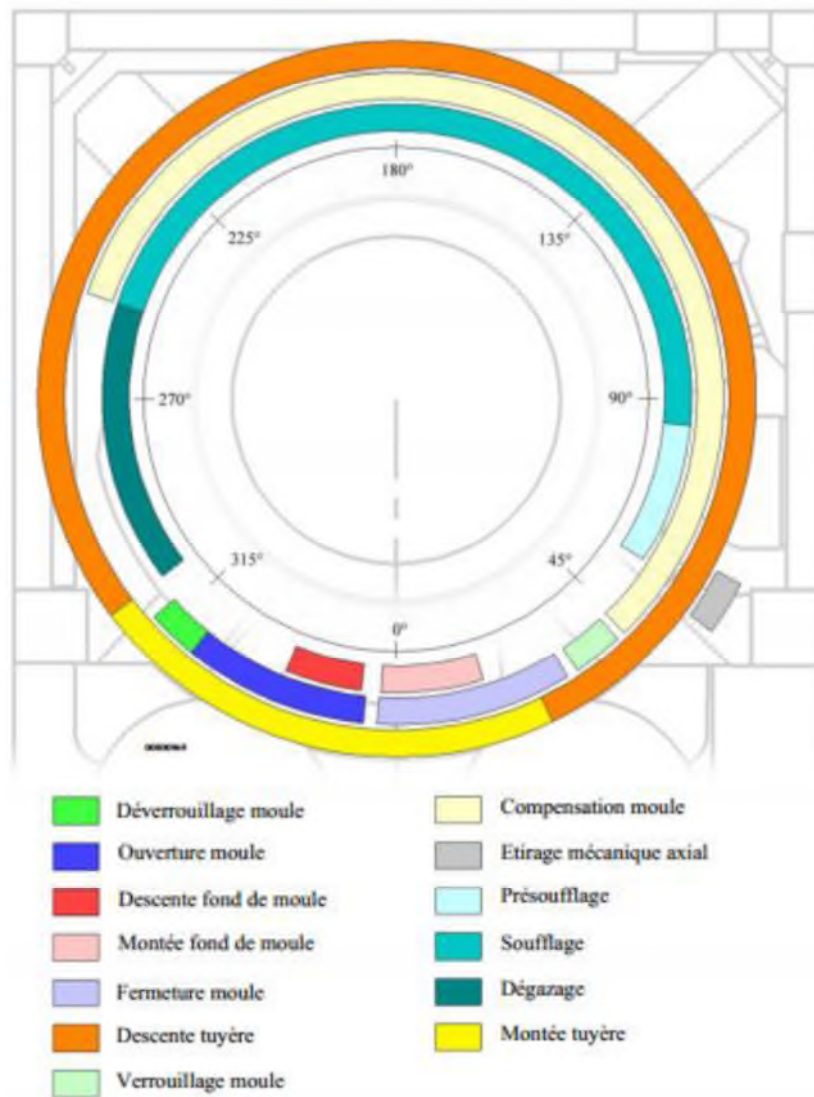 180°
225°
135°
270°
90°
315°
45°
0°
Déverrouillage moule
Ouverture moule
Descente fond de moule
Montée fond de moule
Fermeture moule
Descente tuyère
Verrouillage moule
Compensation moule
Etirage mécanique axial
Présoufflage
Soufflage
Dégazage
Montée tuyère